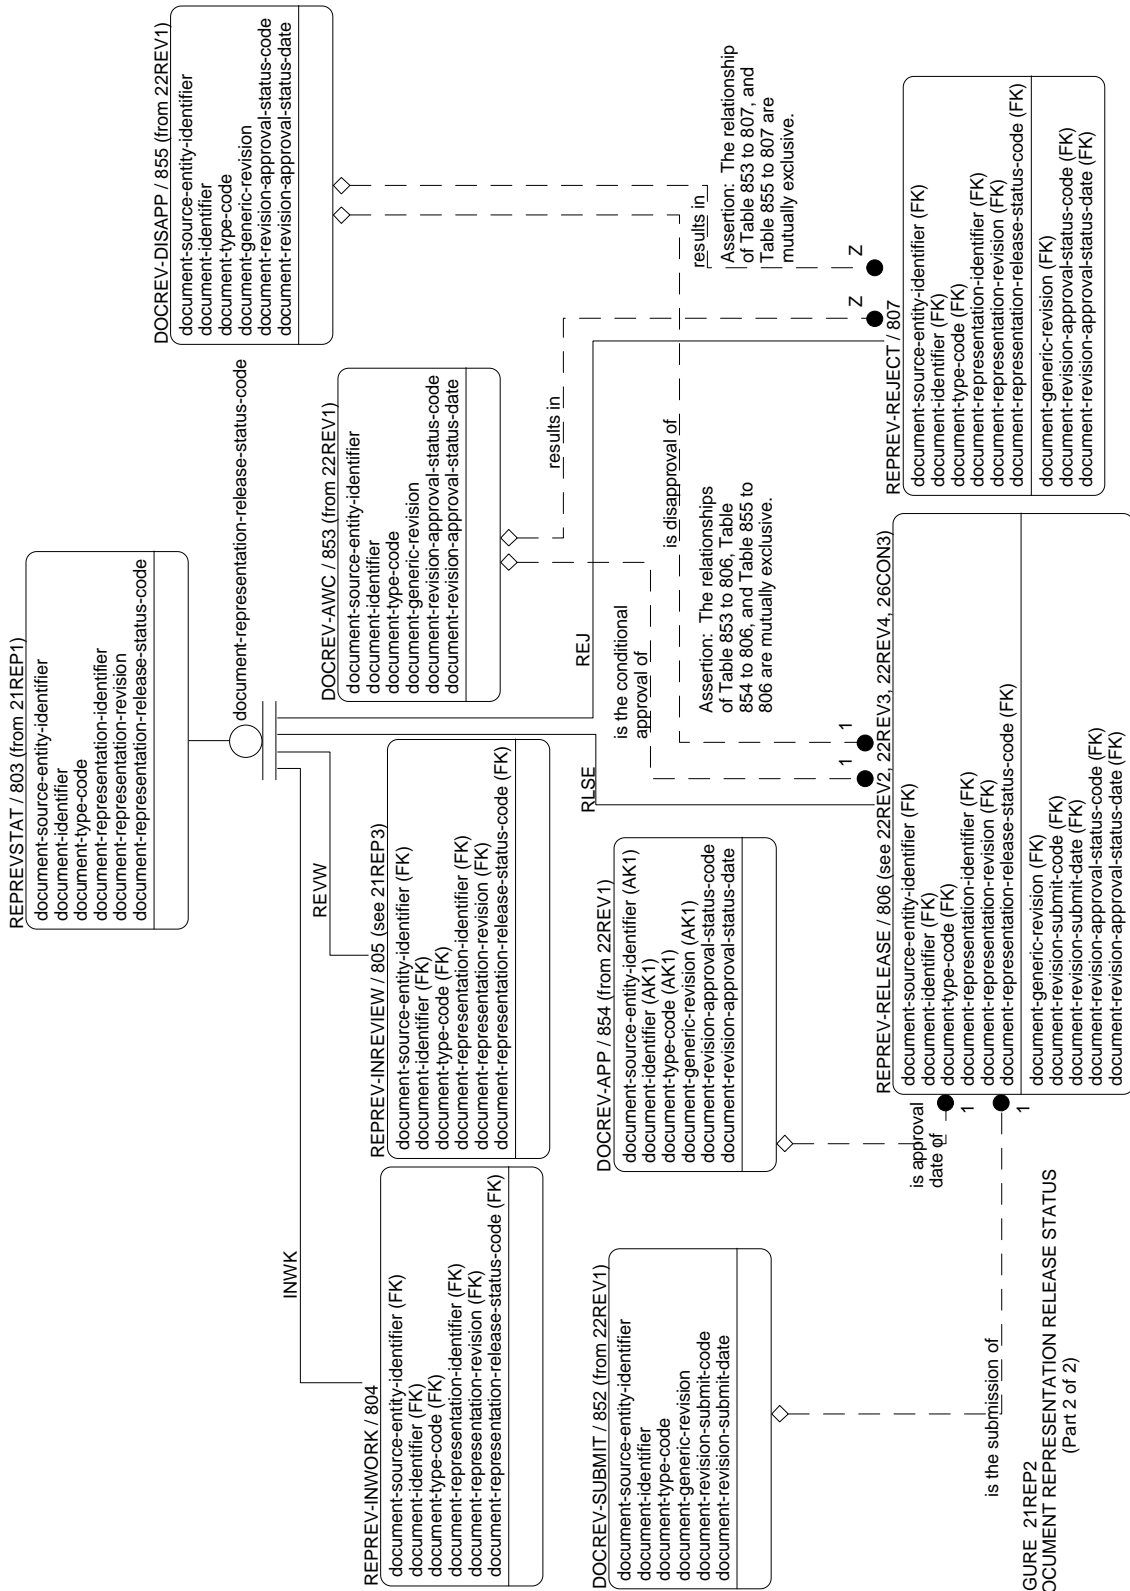 REPREVSTAT / 803 (from 21REP1)
document-source-entity-identifier
document-identifier
document-type-code
document-representation-identifier
document-representation-revision
document-representation-release-status-code
document-representation-release-status-code
INWK
REVW
RLSE
REJ
REPREV-INWORK / 804
document-source-entity-identifier (FK)
document-identifier (FK)
document-type-code (FK)
document-representation-identifier (FK)
document-representation-revision (FK)
document-representation-release-status-code (FK)
REPREV-INREVIEW / 805 (see 21REP3)
document-source-entity-identifier (FK)
document-identifier (FK)
document-type-code (FK)
document-representation-identifier (FK)
document-representation-revision (FK)
document-representation-release-status-code (FK)
DOCREV-AWC / 853 (from 22REV1)
document-source-entity-identifier
document-identifier
document-type-code
document-generic-revision
document-revision-approval-status-code
document-revision-approval-status-date
DOCREV-DISAPP / 855 (from 22REV1)
document-source-entity-identifier
document-identifier
document-type-code
document-generic-revision
document-revision-approval-status-code
document-revision-approval-status-date
DOCREV-SUBMIT / 852 (from 22REV1)
document-source-entity-identifier
document-identifier
document-type-code
document-generic-revision
document-revision-submit-code
document-revision-submit-date
DOCREV-APP / 854 (from 22REV1)
document-source-entity-identifier (AK1)
document-identifier (AK1)
document-type-code (AK1)
document-generic-revision (AK1)
document-revision-approval-status-code
document-revision-approval-status-date
is the conditional
approval of
results in
is disapproval of
results in
Assertion: The relationships
of Table 853 to 806, Table
854 to 806, and Table 855 to
806 are mutually exclusive.
Assertion: The relationship
of Table 853 to 807, and
Table 855 to 807 are
mutually exclusive.
is approval
date of
is the submission of
1
1
1
1
Z
Z
REPREV-RELEASE / 806 (see 22REV2, 22REV3, 22REV4, 26CON3)
document-source-entity-identifier (FK)
document-identifier (FK)
document-type-code (FK)
document-representation-identifier (FK)
document-representation-revision (FK)
document-representation-release-status-code (FK)
document-generic-revision (FK)
document-revision-submit-code (FK)
document-revision-submit-date (FK)
document-revision-approval-status-code (FK)
document-revision-approval-status-date (FK)
REPREV-REJECT / 807
document-source-entity-identifier (FK)
document-identifier (FK)
document-type-code (FK)
document-representation-identifier (FK)
document-representation-revision (FK)
document-representation-release-status-code (FK)
document-generic-revision (FK)
document-revision-approval-status-code (FK)
document-revision-approval-status-date (FK)
GURE 21REP2
OCUMENT REPRESENTATION RELEASE STATUS
(Part 2 of 2)